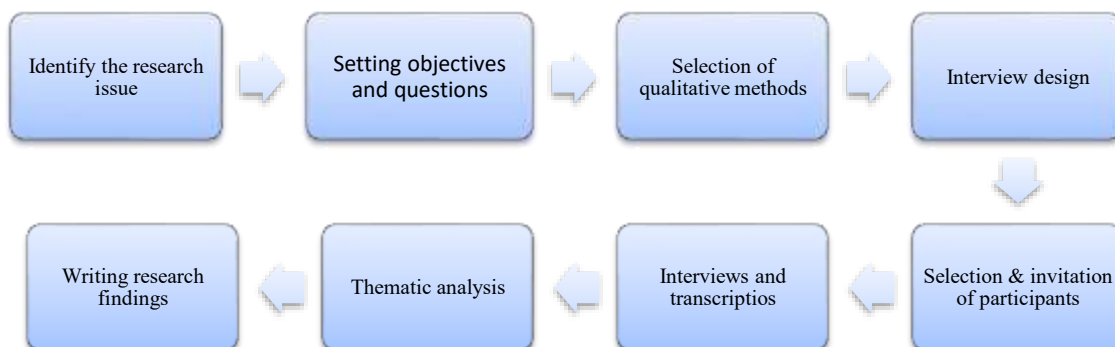 Identify the research
issue
Setting objectives
and questions
Selection of
qualitative methods
Interview design
Selection & invitation
of participants
Interviews and
transcriptios
Thematic analysis
Writing research
findings